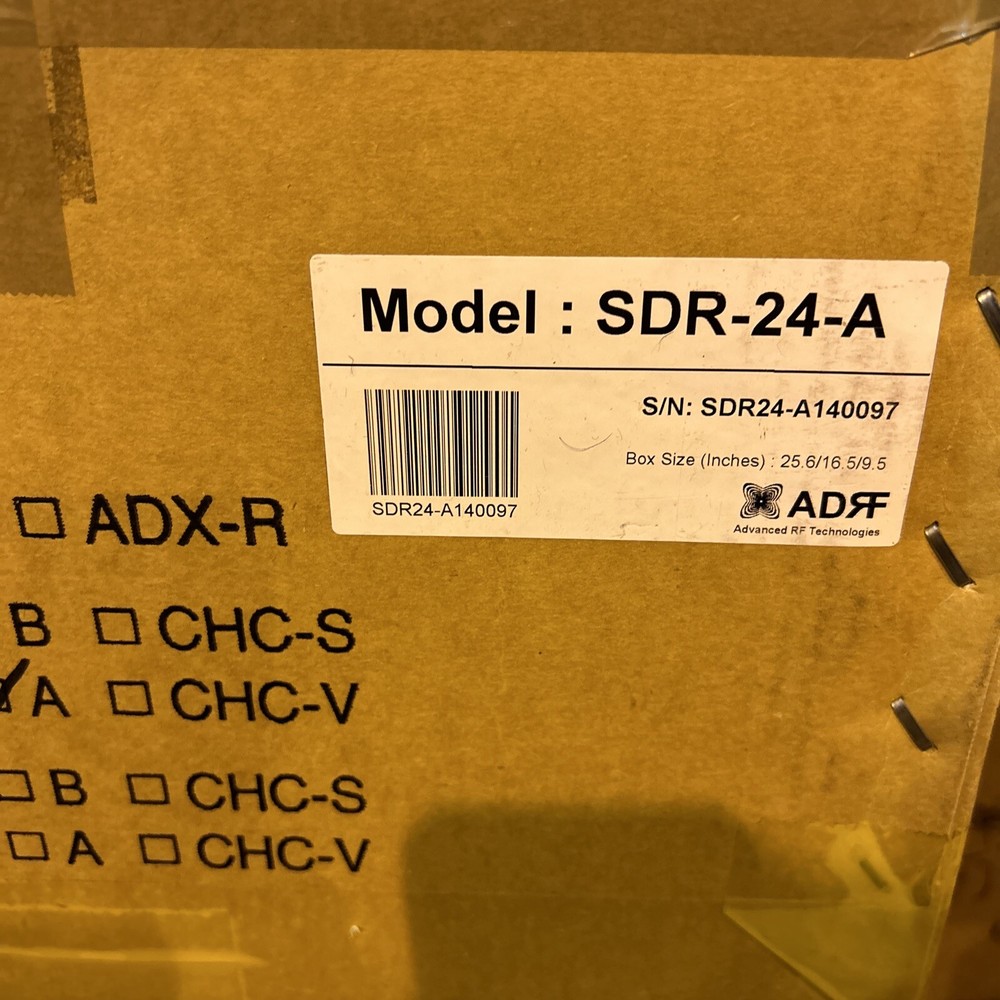 Model : SDR-24-A
S/N: SDR24-A140097
Box Size (Inches) : 25.6/16.5/9.5
SDR24-A140097
ADRF
Advanced RF Technologies
ADX-R
B CHC-S
A CHC-V
B CHC-S
A CHC-V